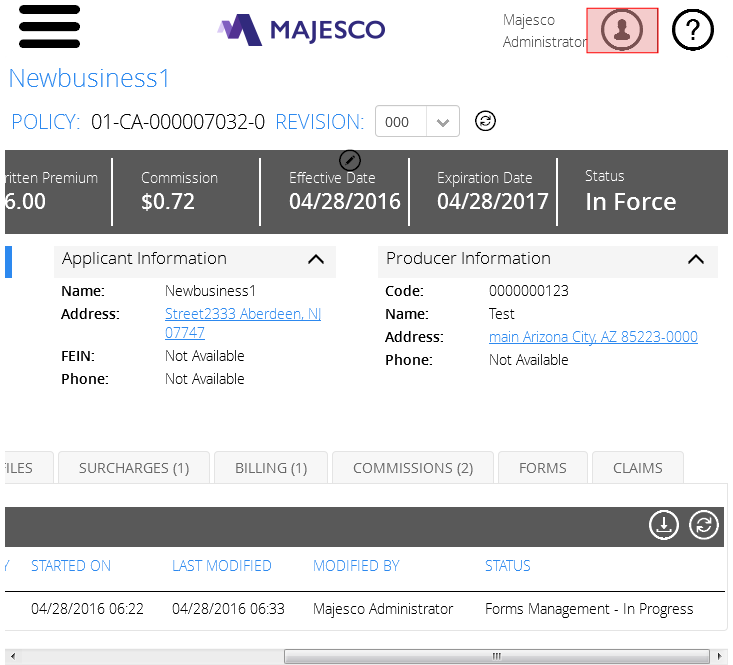 MAJESCO
Majesco
Administrator
?
Newbusiness1
POLICY: 01-CA-000007032-0 REVISION: 000
ritten Premium
6.00
Commission
$0.72
Effective Date
04/28/2016
Expiration Date
04/28/2017
Status
In Force
Applicant Information
Name: Newbusiness1
Address: Street2333 Aberdeen, NJ
07747
FEIN: Not Available
Phone: Not Available
Producer Information
Code: 0000000123
Name: Test
Address: main Arizona City, AZ 85223-0000
Phone: Not Available
FILES SURCHARGES (1) BILLING (1) COMMISSIONS (2) FORMS CLAIMS
Y STARTED ON LAST MODIFIED MODIFIED BY STATUS
04/28/2016 06:22 04/28/2016 06:33 Majesco Administrator Forms Management - In Progress